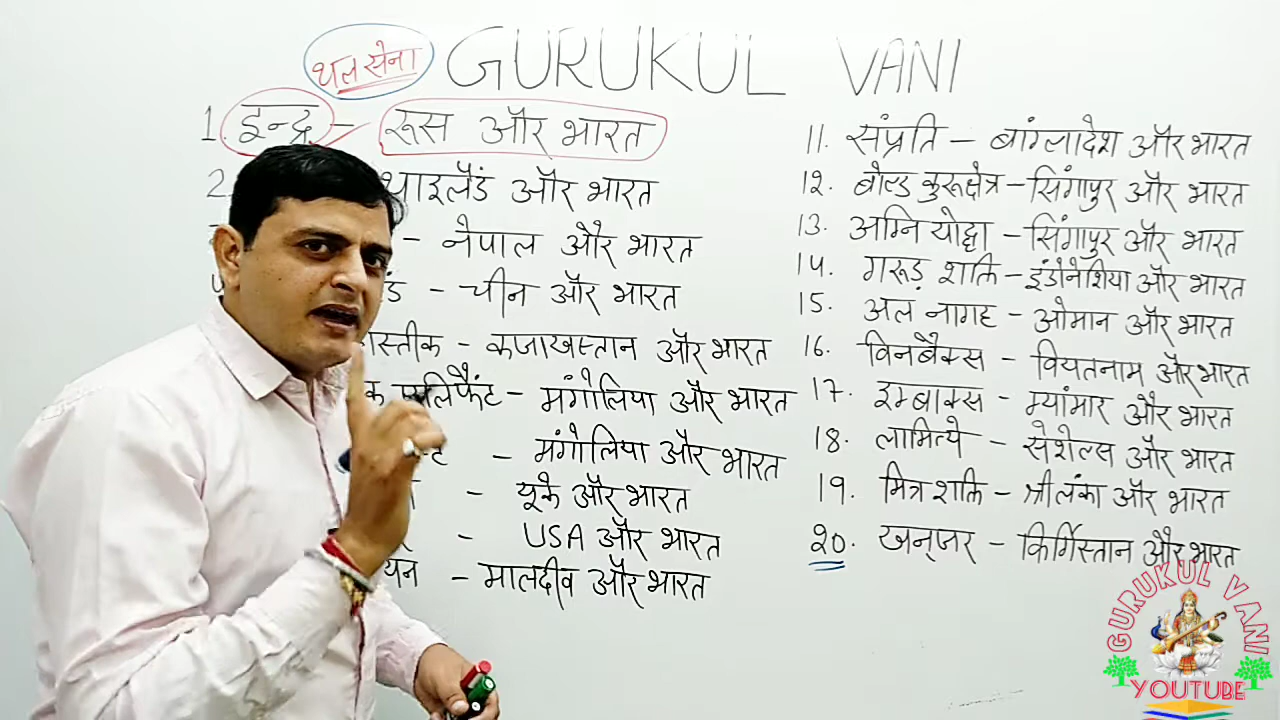 थल सेना
GURUKUL VANI
1. इन्द्र - रूस और भारत
2 थाइलैडं और भारत
- नेपाल और भारत
- चीन और भारत
- कजाखस्तान और भारत
एलिफैंट - मंगोलिया और भारत
- मंगोलिया और भारत
- यूके और भारत
- USA और भारत
- मालदीव और भारत
11. संप्रति - बांग्लादेश और भारत
12. बोल्ड कुरूक्षेत्र - सिंगापुर और भारत
13. अग्नि योद्धा - सिंगापुर और भारत
14. गरूड़ शक्ति - इंडोनेशिया और भारत
15. अल नागह - ओमान और भारत
16. विनबैक्स - वियतनाम और भारत
17. इम्बाक्स - म्यांमार और भारत
18. लामित्ये - सेशेल्स और भारत
19. मित्र शक्ति - श्रीलंका और भारत
20. खन्जर - किर्गिस्तान और भारत
GURUKUL VANI
YOUTUBE